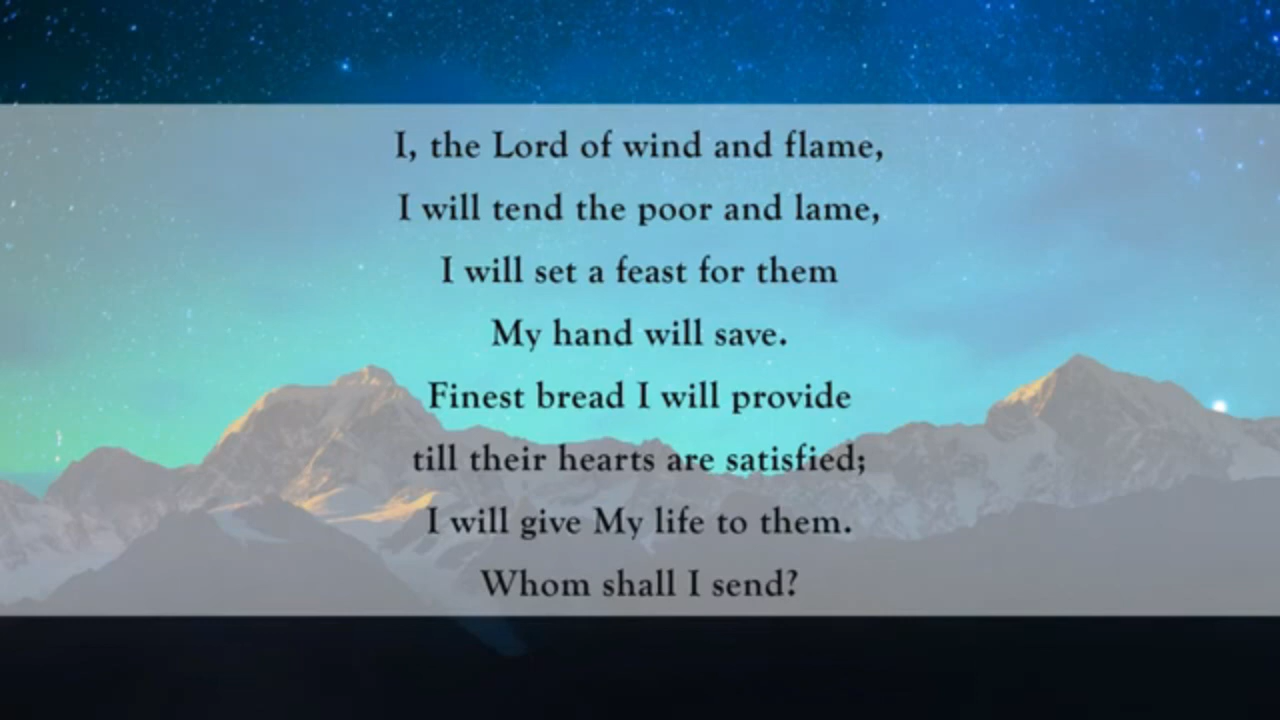 I, the Lord of wind and flame,
I will tend the poor and lame,
I will set a feast for them
My hand will save.
Finest bread I will provide
till their hearts are satisfied;
I will give My life to them.
Whom shall I send?